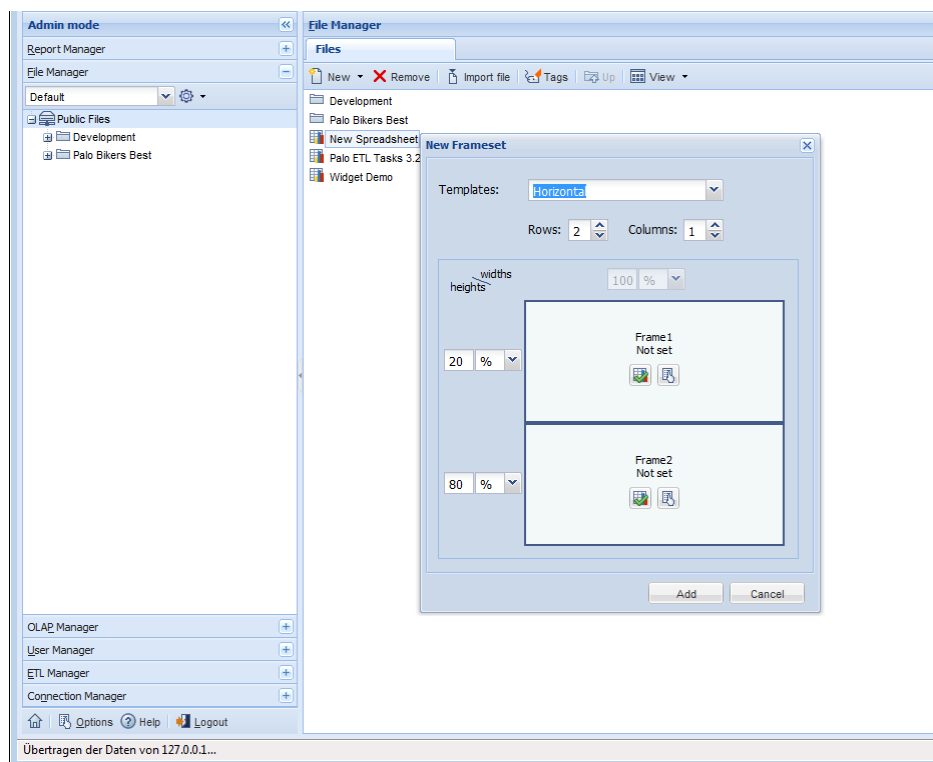 Admin mode
Report Manager
File Manager
Default
Public Files
Development
Palo Bikers Best
OLAP Manager
User Manager
ETL Manager
Connection Manager
Options Help Logout
File Manager
Files
New Remove Import file Tags Up View
Development
Palo Bikers Best
New Spreadsheet
Palo ETL Tasks 3.2
Widget Demo
New Frameset
Templates: Horizontal
Rows: 2 Columns: 1
widths
heights
100 %
20 %
Frame1
Not set
80 %
Frame2
Not set
Add Cancel
Übertragen der Daten von 127.0.0.1...